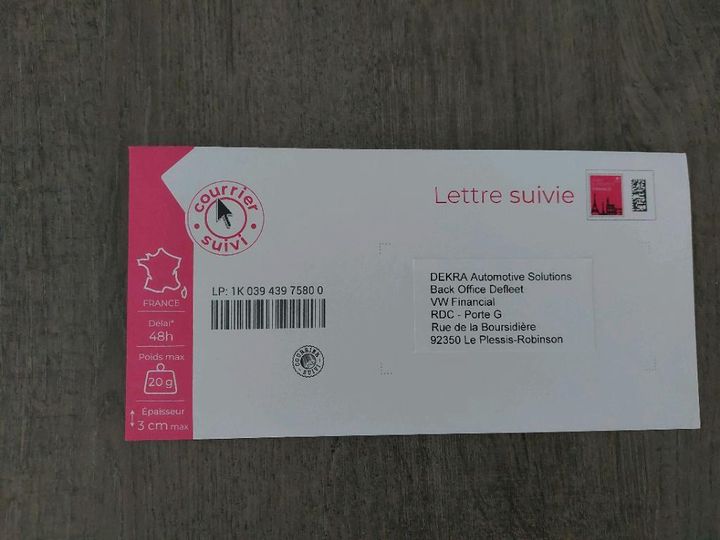 courrier
suivi
Lettre suivie
FRANCE
Délai*
48h
Poids max
20 g
Épaisseur
3 cm max
LP: 1K 039 439 7580 0
DEKRA Automotive Solutions
Back Office Defleet
VW Financial
RDC - Porte G
Rue de la Boursidière
92350 Le Plessis-Robinson